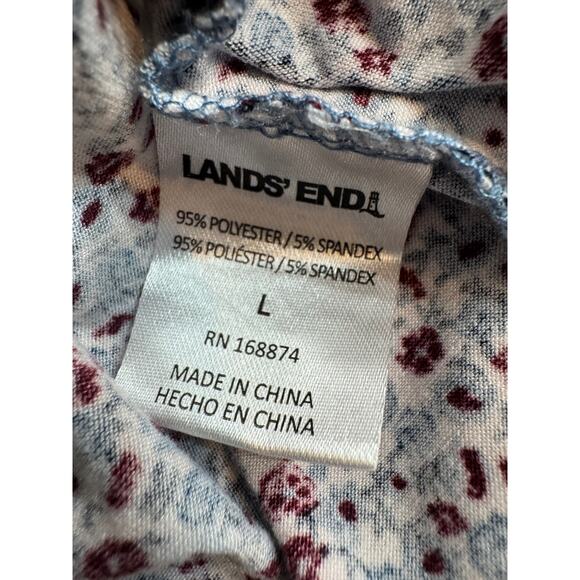 LANDS' END
95% POLYESTER / 5% SPANDEX
95% POLIÉSTER / 5% SPANDEX
L
RN 168874
MADE IN CHINA
HECHO EN CHINA